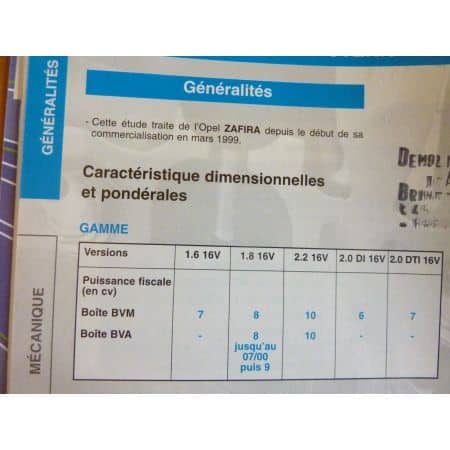 GÉNÉRALITÉS
Généralités
- Cette étude traite de l'Opel ZAFIRA depuis le début de sa
commercialisation en mars 1999.
Caractéristique dimensionnelles
et pondérales
GAMME
Versions 1.6 16V 1.8 16V 2.2 16V 2.0 DI 16V 2.0 DTI 16V
Puissance fiscale
(en cv)
Boîte BVM 7 8 10 6 7
Boîte BVA - 8 10 - -
jusqu'au
07/00
puis 9
MÉCANIQUE